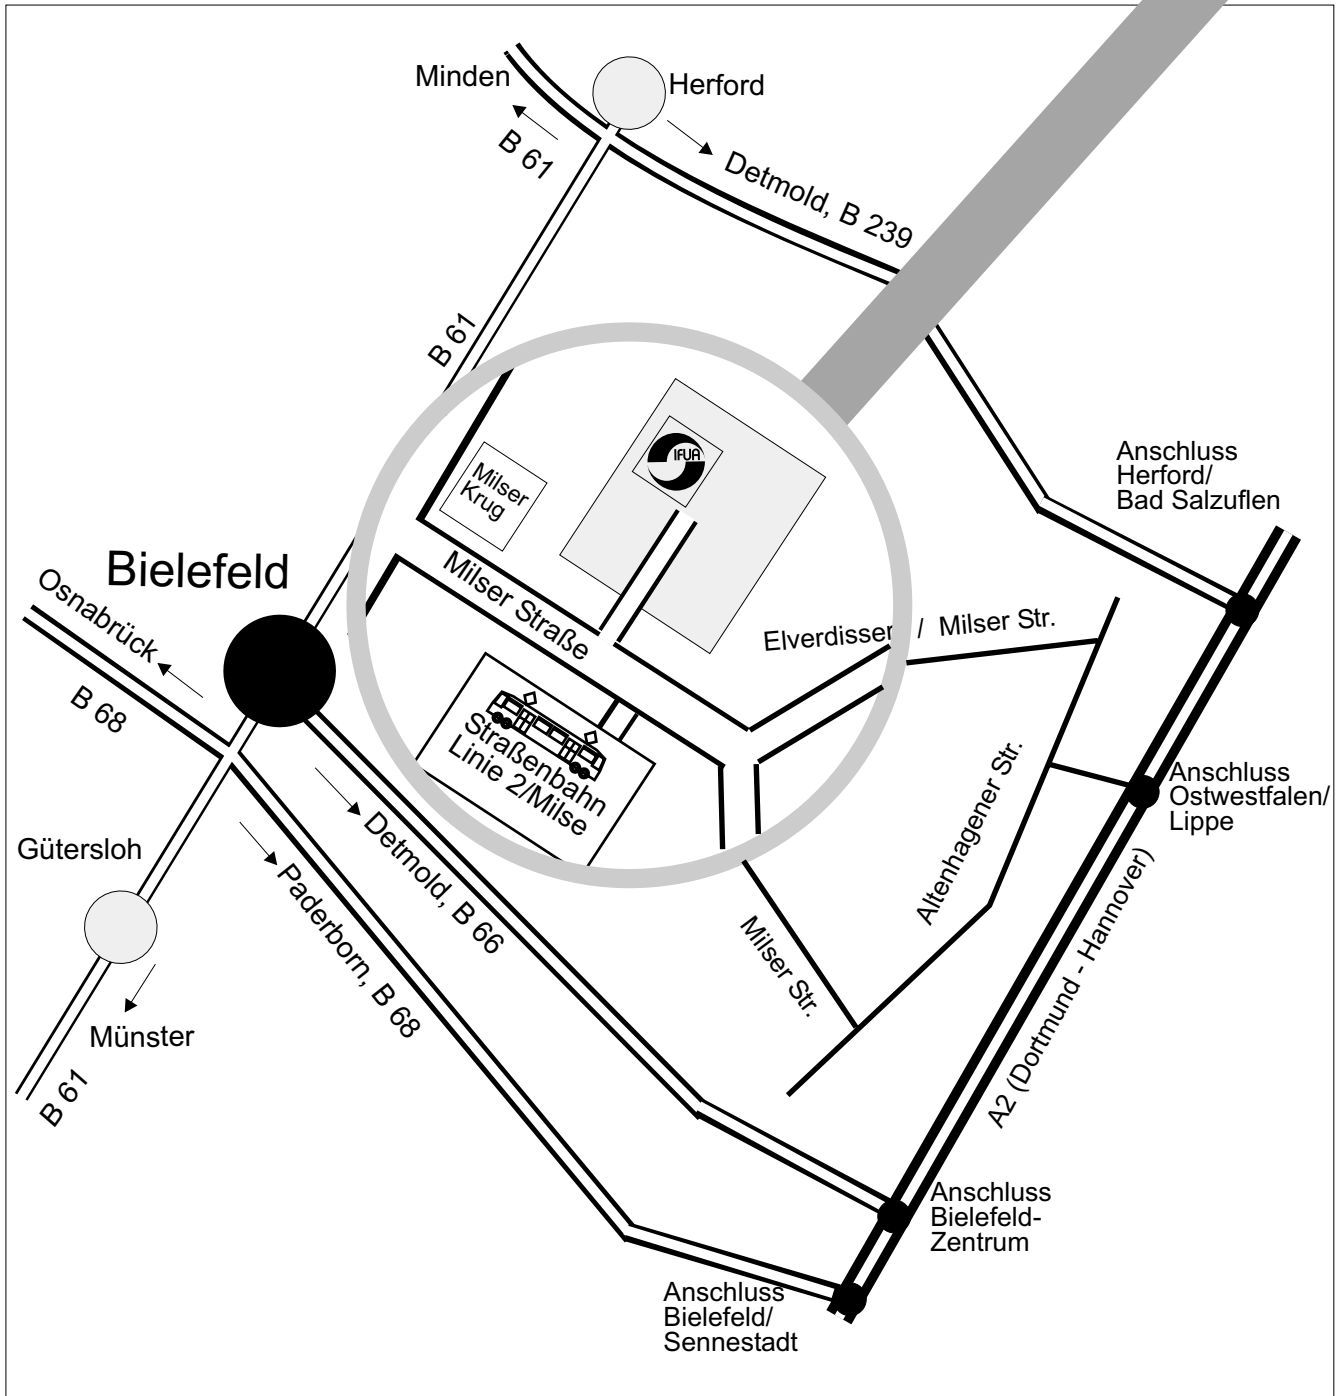 Minden
Herford
B 61
Detmold, B 239
B 61
IFUA
Anschluss
Herford/
Bad Salzuflen
Milser
Krug
Bielefeld
Osnabrück
Milser Straße
Elverdisser / Milser Str.
B 68
Straßenbahn
Linie 2/Milse
Altenhagener Str.
Anschluss
Ostwestfalen/
Lippe
Gütersloh
Detmold, B 66
Paderborn, B 68
Milser Str.
A2 (Dortmund - Hannover)
Münster
B 61
Anschluss
Bielefeld-
Zentrum
Anschluss
Bielefeld/
Sennestadt